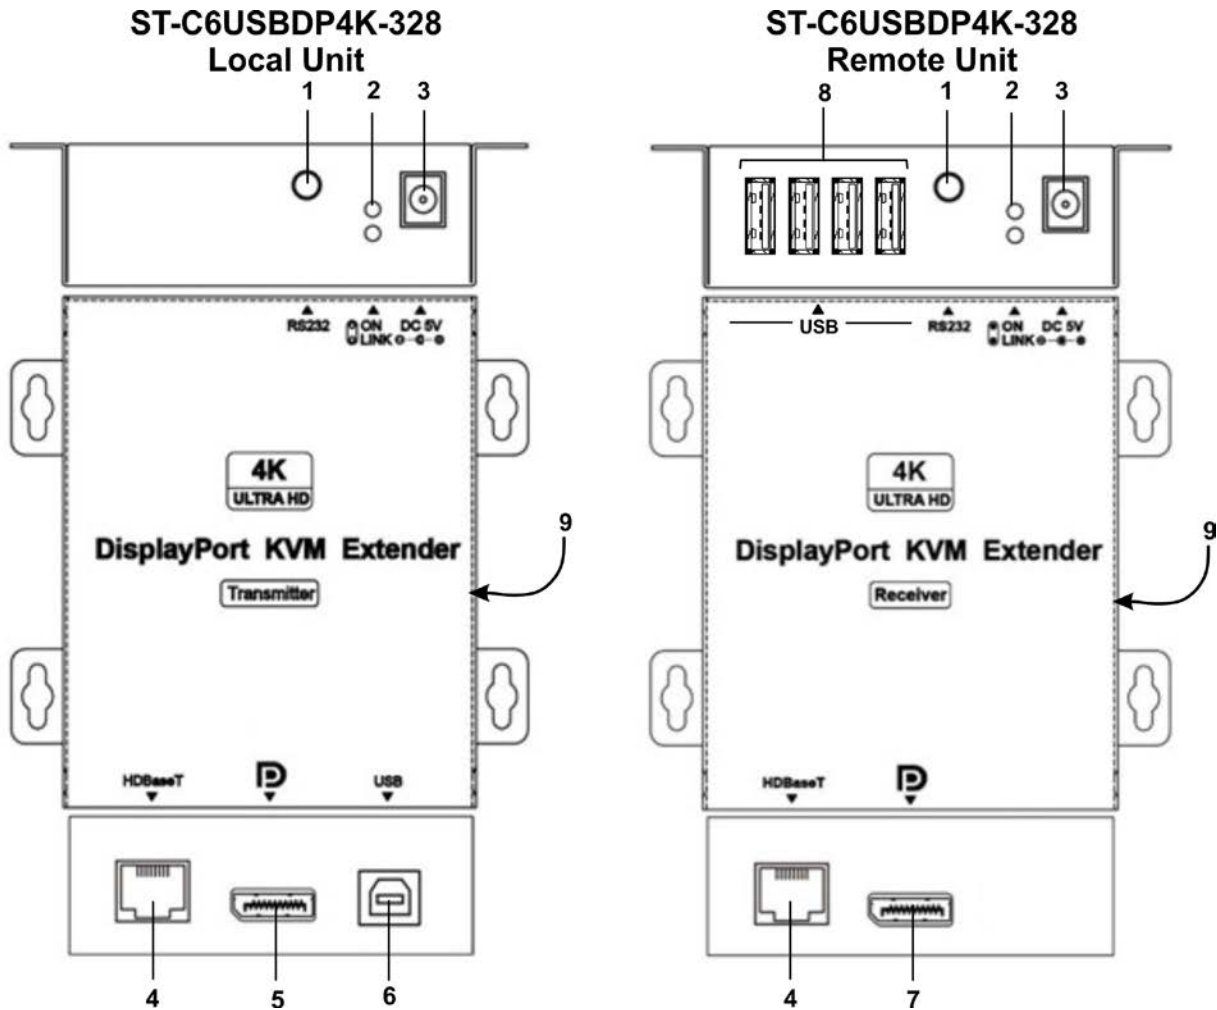 ST-C6USBDP4K-328
Local Unit
1 2 3
RS232 ON DC 5V
LINK
4K
ULTRA HD
DisplayPort KVM Extender
Transmitter
9
HDBaseT USB
4 5 6
ST-C6USBDP4K-328
Remote Unit
8 1 2 3
USB RS232 ON DC 5V
LINK
4K
ULTRA HD
DisplayPort KVM Extender
Receiver
9
HDBaseT
4 7